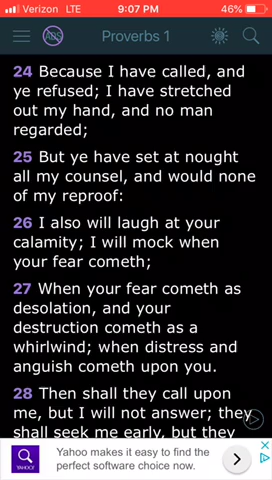 Verizon LTE 9:07 PM 46%
ADS Proverbs 1
24 Because I have called, and
ye refused; I have stretched
out my hand, and no man
regarded;
25 But ye have set at nought
all my counsel, and would none
of my reproof:
26 I also will laugh at your
calamity; I will mock when
your fear cometh;
27 When your fear cometh as
desolation, and your
destruction cometh as a
whirlwind; when distress and
anguish cometh upon you.
28 Then shall they call upon
me, but I will not answer; they
shall seek me early, but they
YAHOO!
Yahoo makes it easy to find the
perfect software choice now.